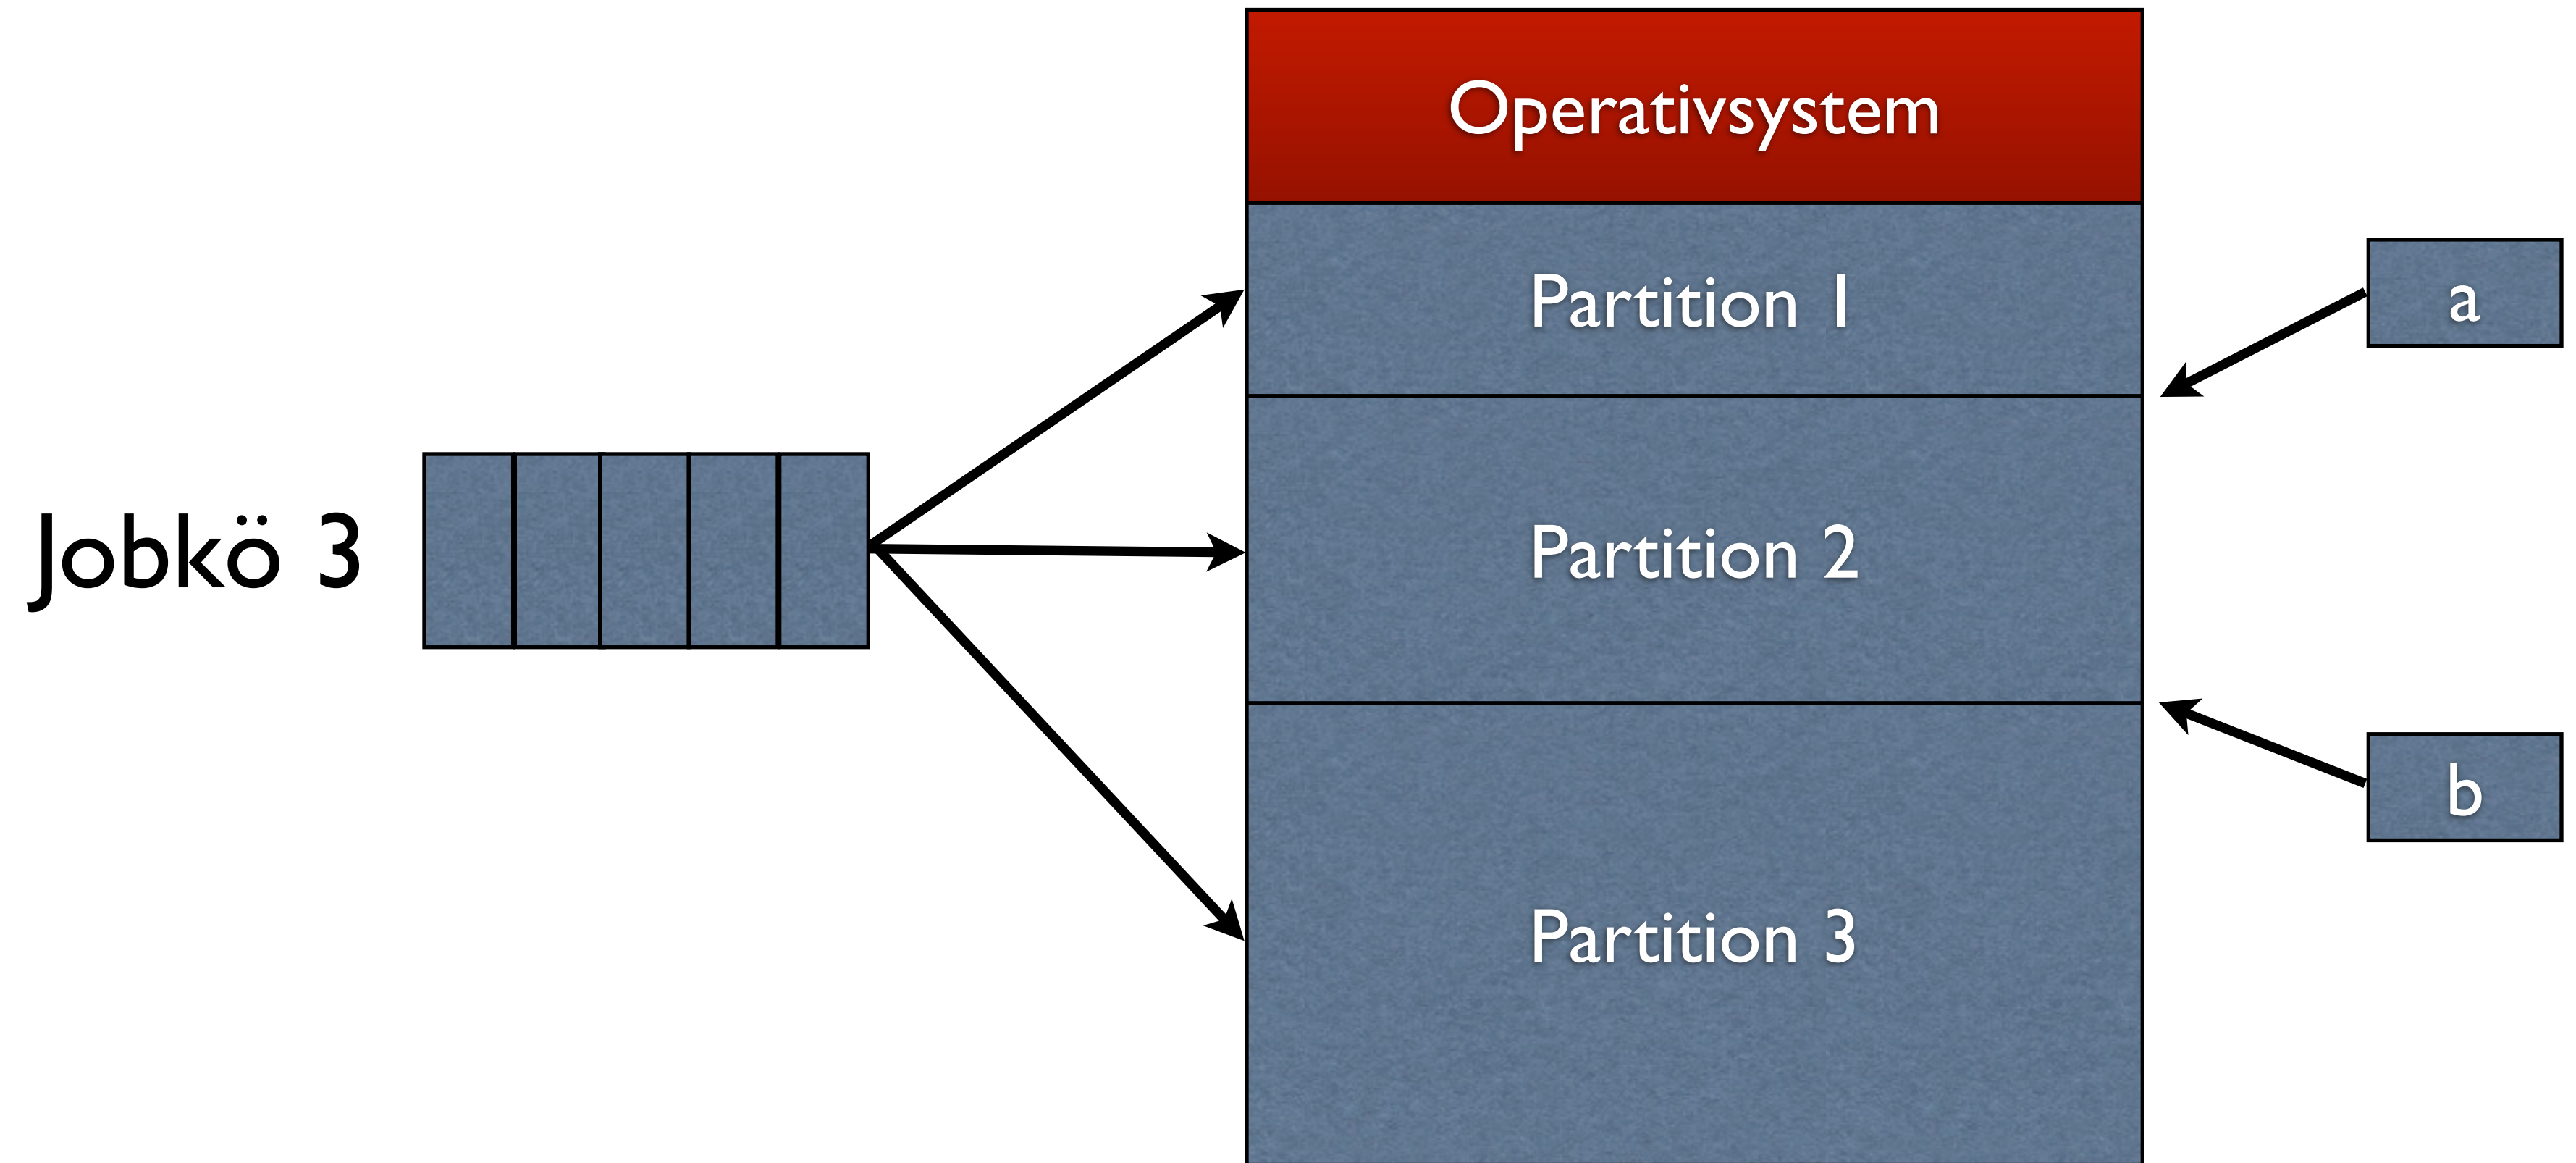 Operativsystem
Partition 1
a
Jobkö 3
Partition 2
b
Partition 3